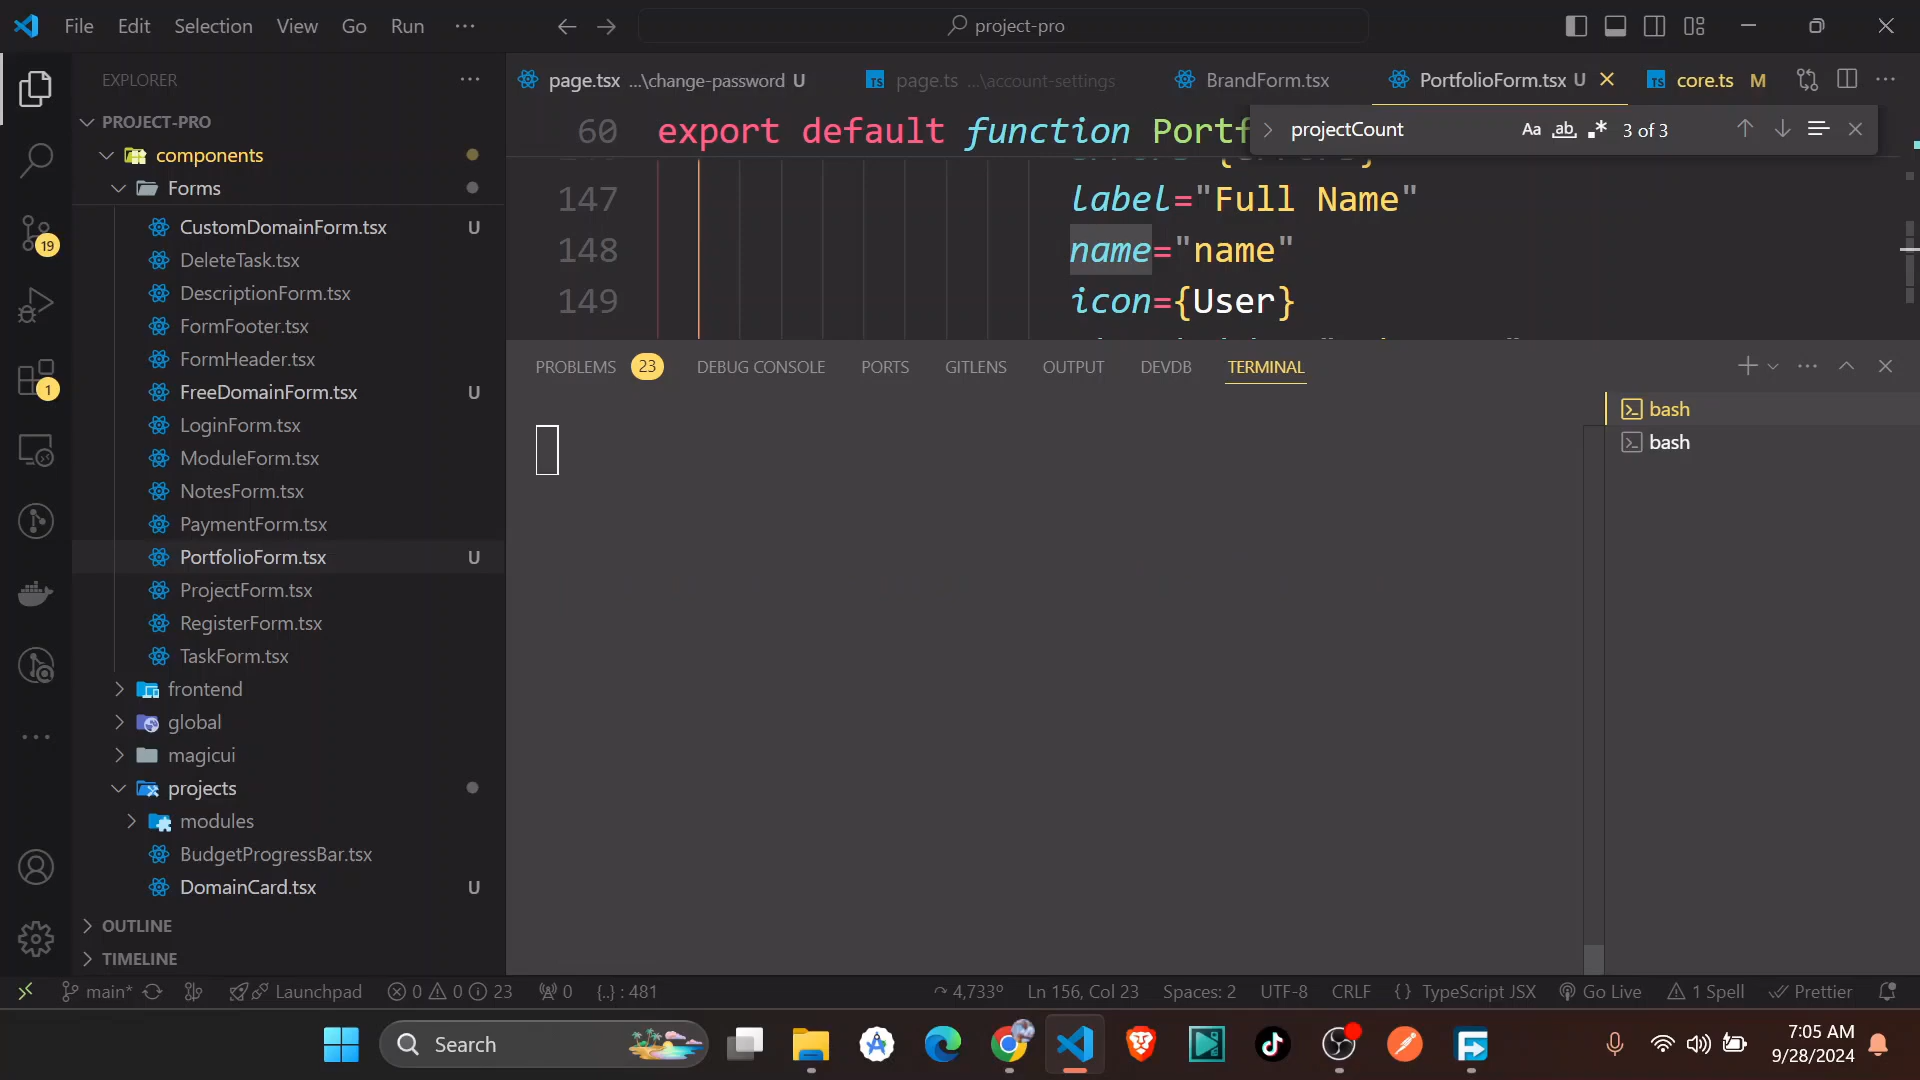 File Edit Selection View Go Run ··· project-pro
EXPLORER ···
page.tsx ...\change-password U
page.ts ...\account-settings
BrandForm.tsx
PortfolioForm.tsx U
core.ts M
PROJECT-PRO
components
Forms
CustomDomainForm.tsx U
DeleteTask.tsx
DescriptionForm.tsx
FormFooter.tsx
FormHeader.tsx
FreeDomainForm.tsx U
LoginForm.tsx
ModuleForm.tsx
NotesForm.tsx
PaymentForm.tsx
PortfolioForm.tsx U
ProjectForm.tsx
RegisterForm.tsx
TaskForm.tsx
frontend
global
magicui
projects
modules
BudgetProgressBar.tsx
DomainCard.tsx U
OUTLINE
TIMELINE
19
1
60 export default function Portf
projectCount Aa ab 3 of 3
147 label="Full Name"
148 name="name"
149 icon={User}
PROBLEMS 23 DEBUG CONSOLE PORTS GITLENS OUTPUT DEVDB TERMINAL
bash
bash
main* Launchpad 0 0 23 0 {..} : 481 4,733º Ln 156, Col 23 Spaces: 2 UTF-8 CRLF { } TypeScript JSX Go Live 1 Spell Prettier
Search
7:05 AM
9/28/2024